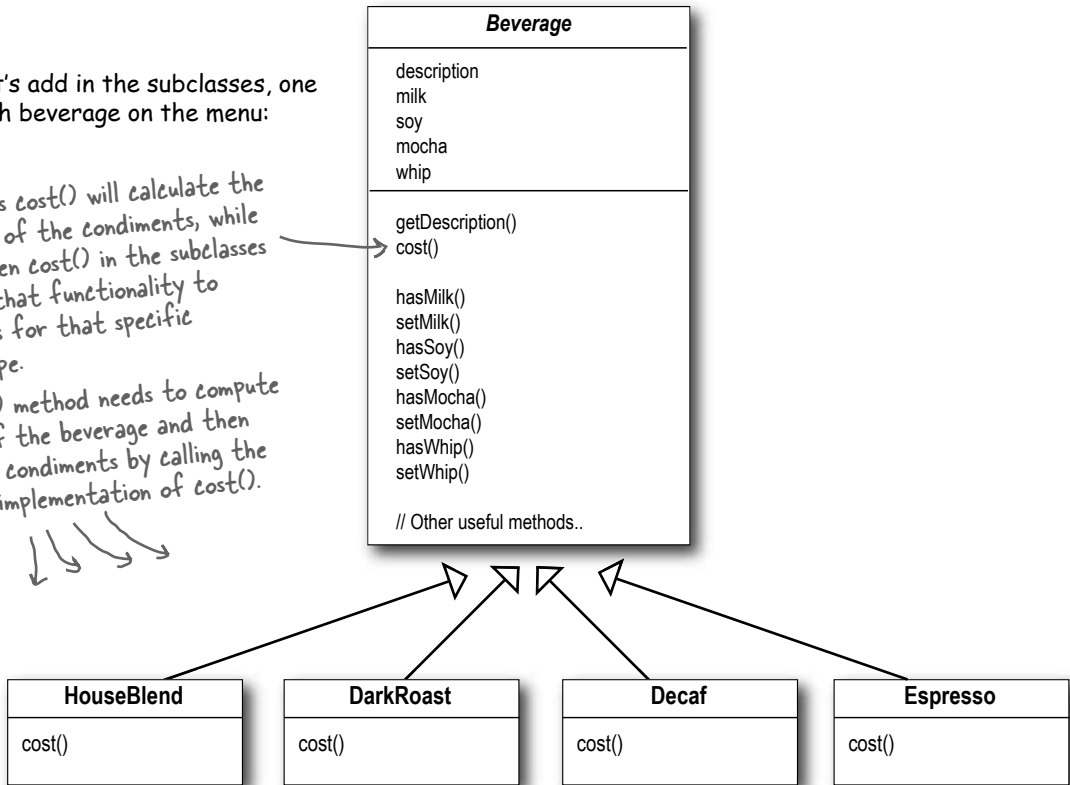 Beverage
description
milk
soy
mocha
whip
getDescription()
cost()
hasMilk()
setMilk()
hasSoy()
setSoy()
hasMocha()
setMocha()
hasWhip()
setWhip()
// Other useful methods..
t's add in the subclasses, one
h beverage on the menu:
s cost() will calculate the
of the condiments, while
en cost() in the subclasses
that functionality to
s for that specific
pe.
) method needs to compute
f the beverage and then
condiments by calling the
implementation of cost().
HouseBlend
cost()
DarkRoast
cost()
Decaf
cost()
Espresso
cost()